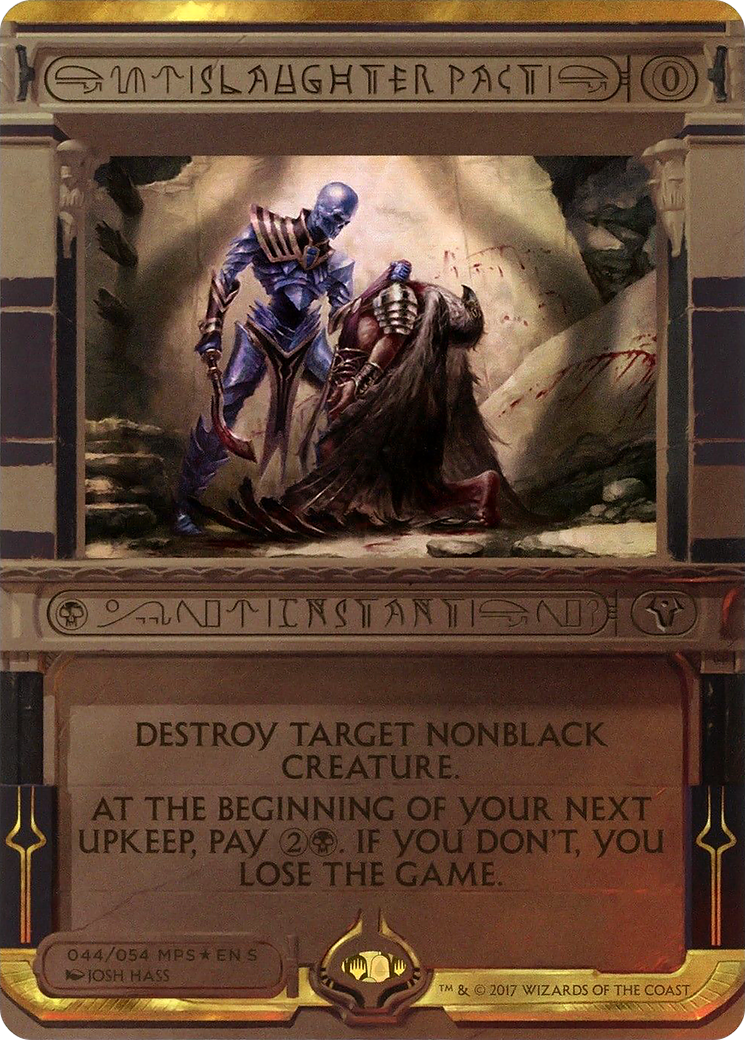 SLAUGHTER PACT 0
INSTANT
DESTROY TARGET NONBLACK
CREATURE.
AT THE BEGINNING OF YOUR NEXT
UPKEEP, PAY 2. IF YOU DON'T, YOU
LOSE THE GAME.
044/054 MPS★EN S
JOSH HASS
™ & © 2017 WIZARDS OF THE COAST